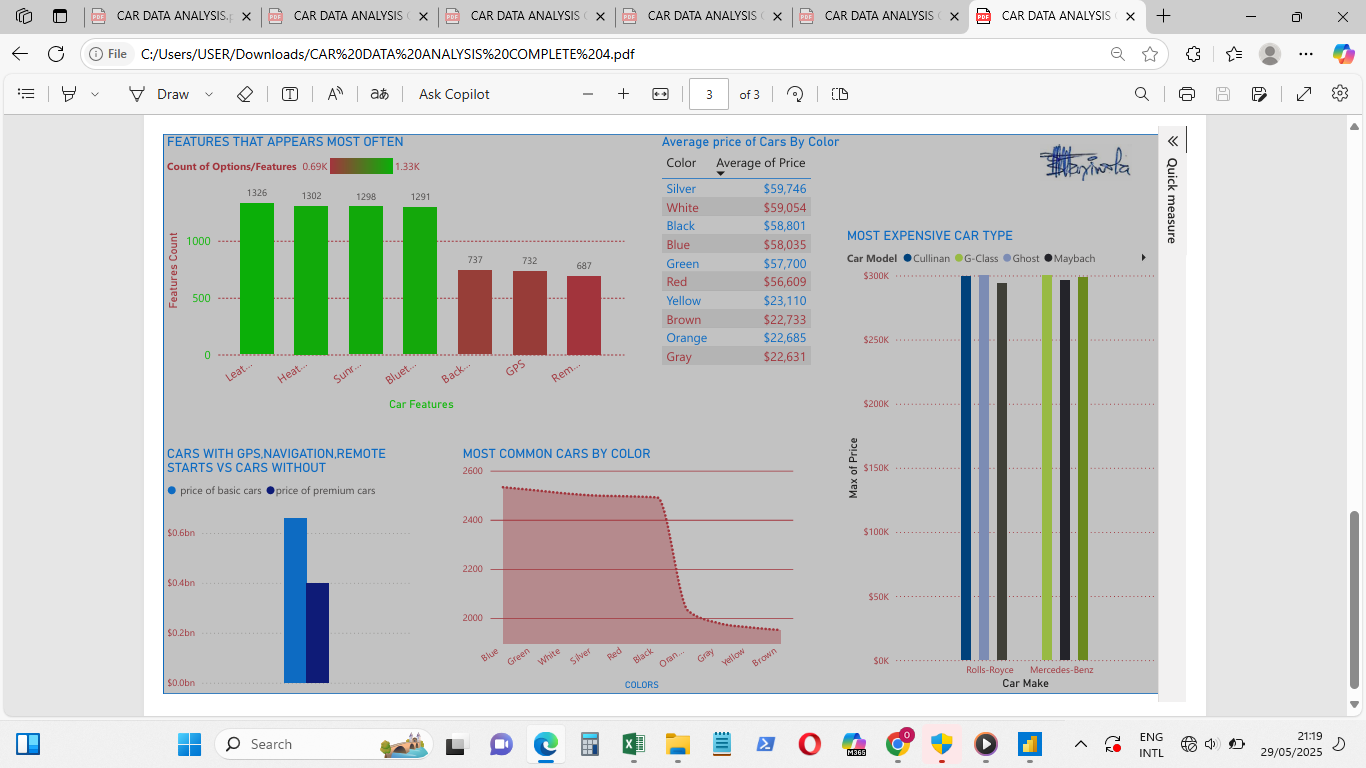 CAR DATA ANALYSIS.p
CAR DATA ANALYSIS (
CAR DATA ANALYSIS (
CAR DATA ANALYSIS (
CAR DATA ANALYSIS (
CAR DATA ANALYSIS (
File C:/Users/USER/Downloads/CAR%20DATA%20ANALYSIS%20COMPLETE%204.pdf
Draw Ask Copilot 3 of 3
FEATURES THAT APPEARS MOST OFTEN
Count of Options/Features 0.69K 1.33K
1326 1302 1298 1291 737 732 687
Features Count
1000
500
0
Leat... Heat... Sunr... Bluet... Back... GPS Rem...
Car Features
Average price of Cars By Color
Color Average of Price
Silver $59,746
White $59,054
Black $58,801
Blue $58,035
Green $57,700
Red $56,609
Yellow $23,110
Brown $22,733
Orange $22,685
Gray $22,631
Quick measure
MOST EXPENSIVE CAR TYPE
Car Model Cullinan G-Class Ghost Maybach
Max of Price
$300K
$250K
$200K
$150K
$100K
$50K
$0K
Rolls-Royce Mercedes-Benz
Car Make
CARS WITH GPS,NAVIGATION,REMOTE
STARTS VS CARS WITHOUT
price of basic cars price of premium cars
$0.6bn
$0.4bn
$0.2bn
$0.0bn
MOST COMMON CARS BY COLOR
2600
2400
2200
2000
Blue Green White Silver Red Black Oran... Gray Yellow Brown
COLORS
Search
M365
0
ENG
INTL
21:19
29/05/2025